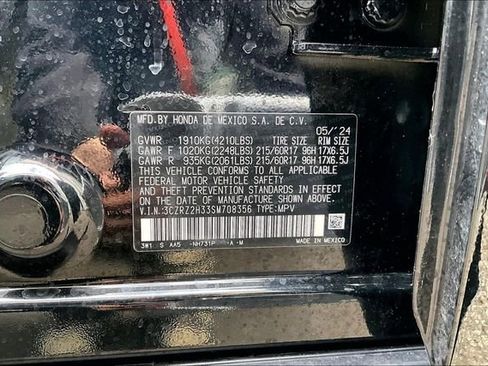 MFD.BY HONDA DE MEXICO S.A. DE C.V.
05/'24
GVWR 1910KG(4210LBS) TIRE SIZE RIM SIZE
GAWR F 1020KG(2249LBS) 215/60R17 96H 17X6.5J
GAWR R 935KG(2061LBS) 215/60R17 96H 17X6.5J
THIS VEHICLE CONFORMS TO ALL APPLICABLE
FEDERAL MOTOR VEHICLE SAFETY
AND THEFT PREVENTION STANDARDS IN EFFECT ON
THE DATE OF MANUFACTURE SHOWN ABOVE.
V.I.N.:3CZRZ2H33SM708356 TYPE:MPV
3W1 S AA15 -NH731P -A -M MADE IN MEXICO